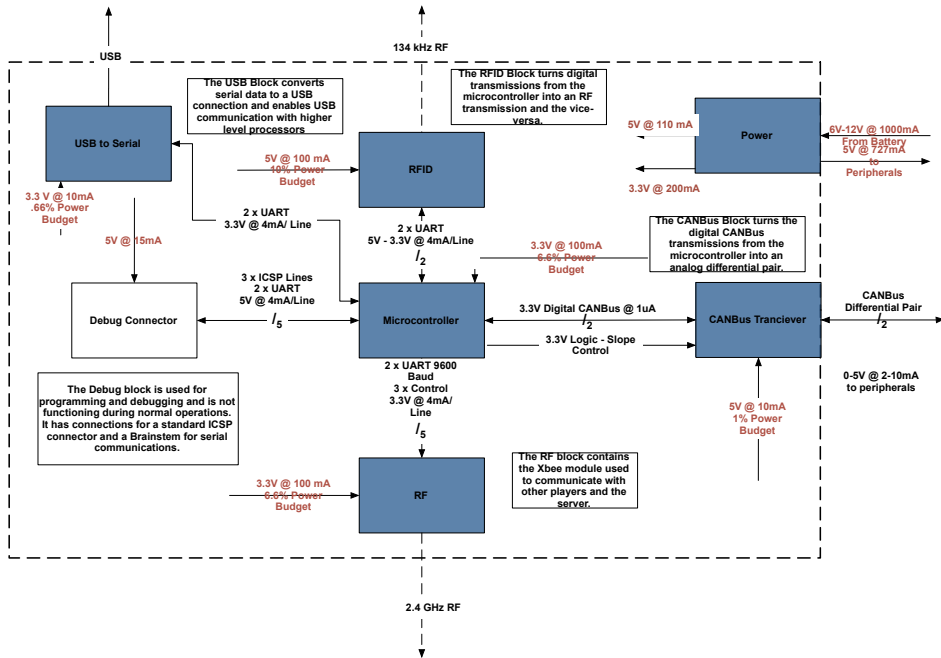 USB
134 kHz RF
The USB Block converts
serial data to a USB
connection and enables USB
communication with higher
level processors
The RFID Block turns digital
transmissions from the
microcontroller into an RF
transmission and the vice-
versa.
USB to Serial
RFID
Power
5V @ 110 mA
6V-12V @ 1000mA
From Battery
5V @ 727mA
to
Peripherals
3.3V @ 200mA
5V @ 100 mA
10% Power
Budget
3.3 V @ 10mA
.66% Power
Budget
5V @ 15mA
2 x UART
3.3V @ 4mA/ Line
2 x UART
5V - 3.3V @ 4mA/Line
/2
3.3V @ 100mA
6.6% Power
Budget
The CANBus Block turns the
digital CANBus
transmissions from the
microcontroller into an
analog differential pair.
3 x ICSP Lines
2 x UART
5V @ 4mA/Line
/5
Debug Connector
Microcontroller
3.3V Digital CANBus @ 1uA
/2
3.3V Logic - Slope
Control
CANBus Tranciever
CANBus
Differential Pair
/2
0-5V @ 2-10mA
to peripherals
The Debug block is used for
programming and debugging and is not
functioning during normal operations.
It has connections for a standard ICSP
connector and a Brainstem for serial
communications.
2 x UART 9600
Baud
3 x Control
3.3V @ 4mA/
Line
/5
5V @ 10mA
1% Power
Budget
3.3V @ 100 mA
6.6% Power
Budget
RF
The RF block contains
the Xbee module used
to communicate with
other players and the
server.
2.4 GHz RF